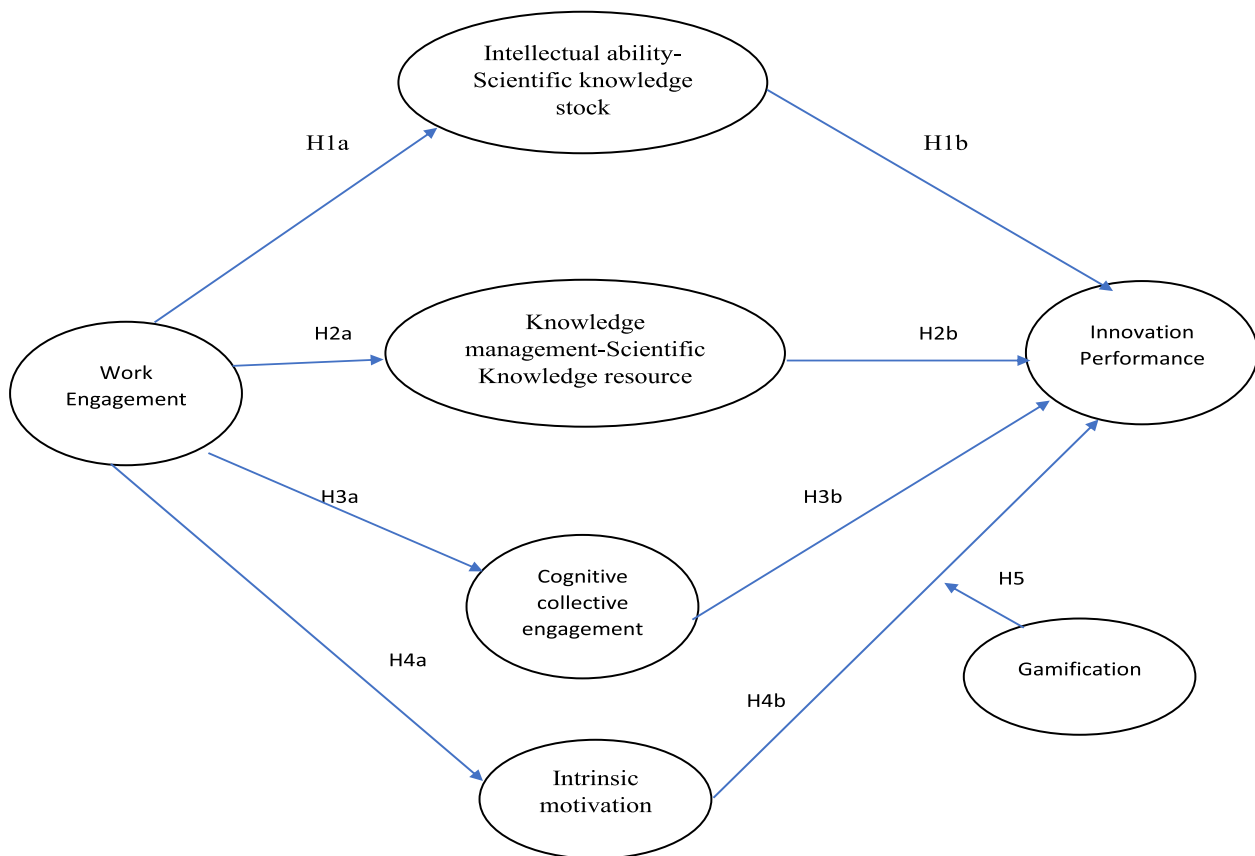 Intellectual ability-
Scientific knowledge
stock
H1a
H1b
Knowledge
management-Scientific
Knowledge resource
H2a
H2b
Innovation
Performance
Work
Engagement
H3a
H3b
Cognitive
collective
engagement
H5
H4a
Gamification
H4b
Intrinsic
motivation